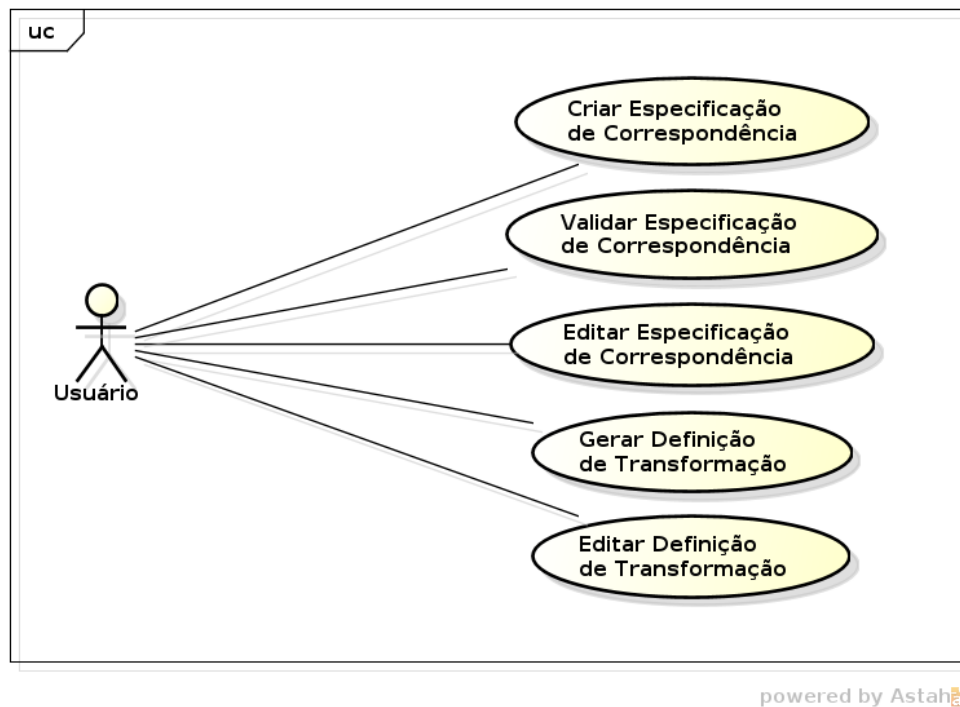 uc
Criar Especificação
de Correspondência
Validar Especificação
de Correspondência
Editar Especificação
de Correspondência
Usuário
Gerar Definição
de Transformação
Editar Definição
de Transformação
powered by Astah